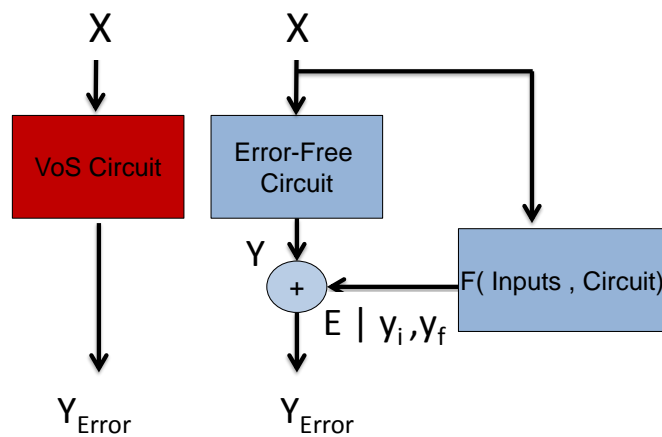 X
X
VoS Circuit
Error-Free
Circuit
Y
+
F( Inputs , Circuit)
E | yi ,yf
YError
YError